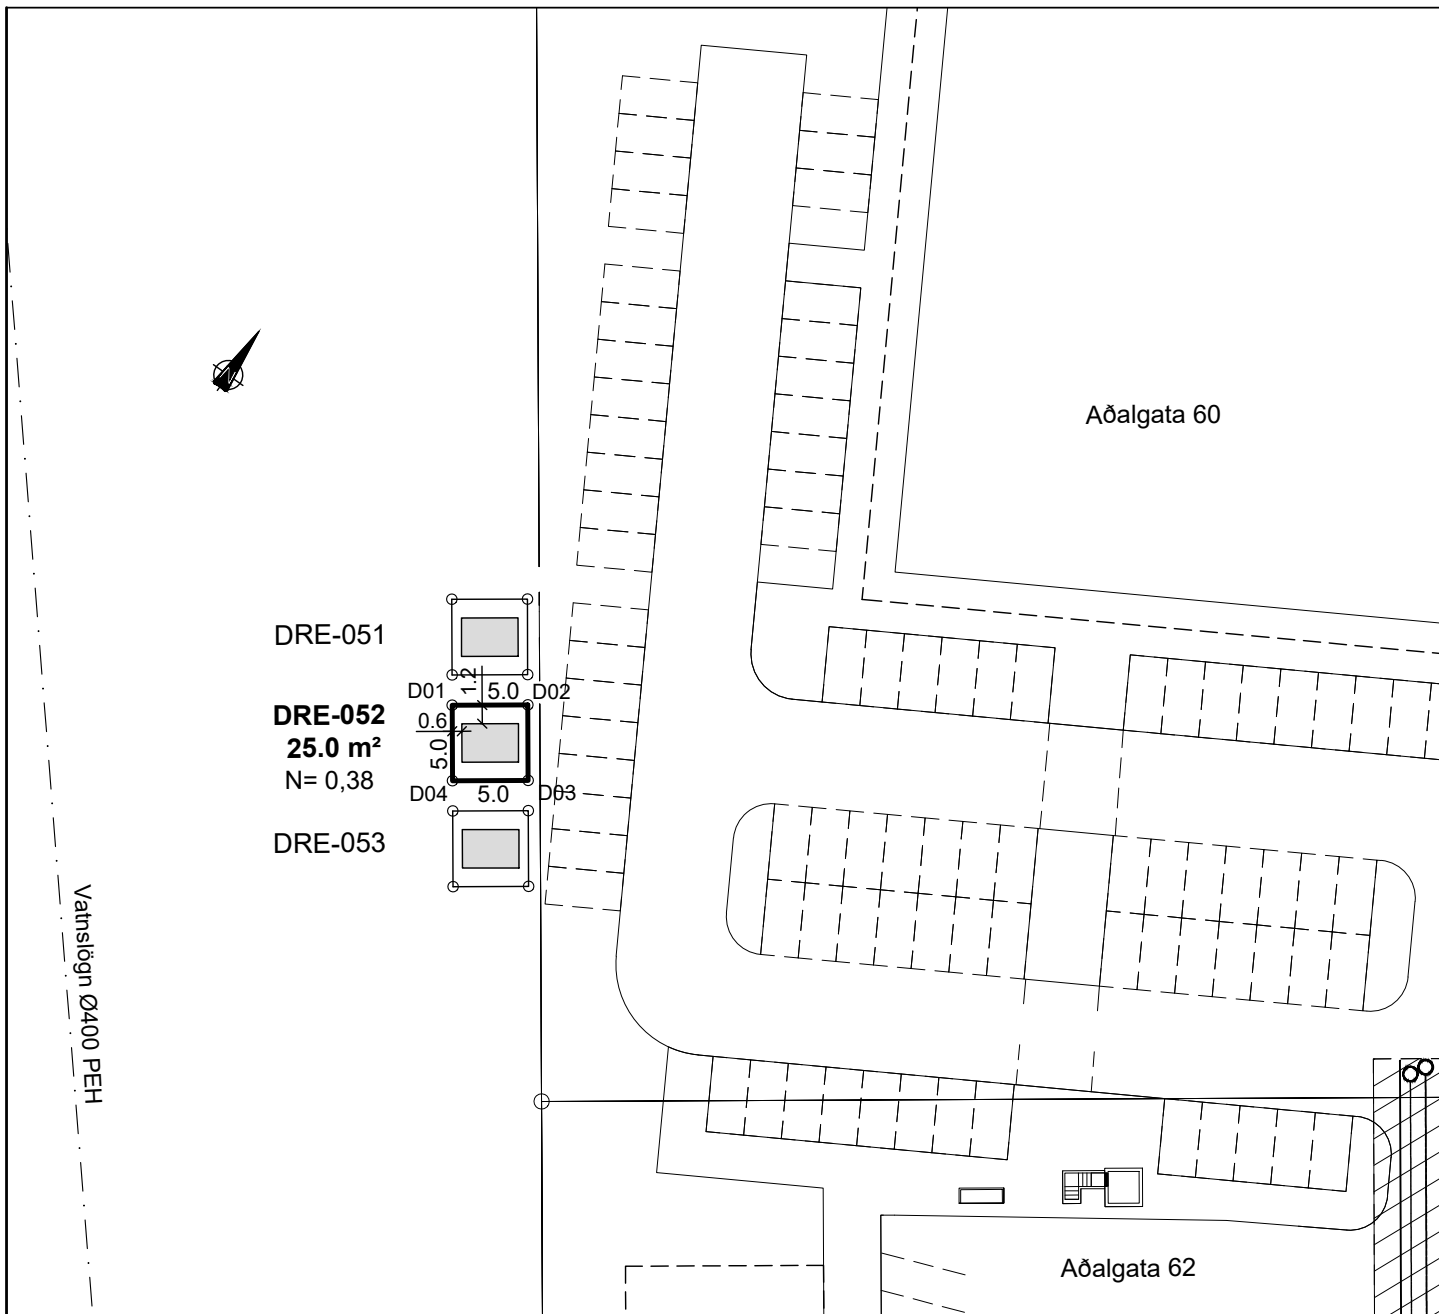 Aðalgata 60
DRE-051
1.2
D01
5.0
D02
DRE-052
0.6
25.0 m²
5.0
N= 0,38
D04
5.0
D03
DRE-053
Vatnslögn Ø400 PEH
Aðalgata 62